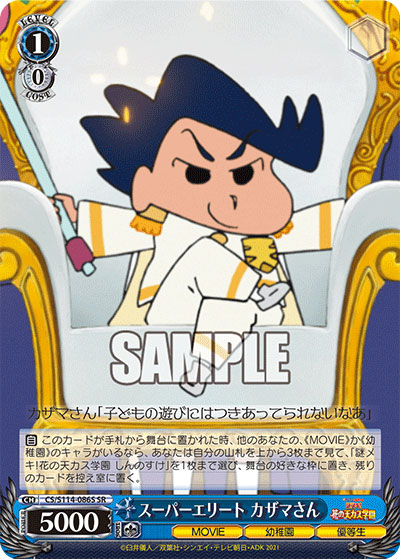 LEVEL
1
0
COST
SAMPLE
カザマさん「子どもの遊びにはつきあってられないなあ」
自 このカードが手札から舞台に置かれた時、他のあなたの、《MOVIE》か《幼
稚園》のキャラがいるなら、あなたは自分の山札を上から3枚まで見て、「謎メ
キ!花の天カス学園 しんのすけ」を1枚まで選び、舞台の好きな枠に置き、残り
のカードを控え室に置く。
CH CS/S114-086S SR
5000
スーパーエリート カザマさん
花の天カス学園
MOVIE
幼稚園
優等生
©臼井儀人/双葉社・シンエイ・テレビ朝日・ADK 2021